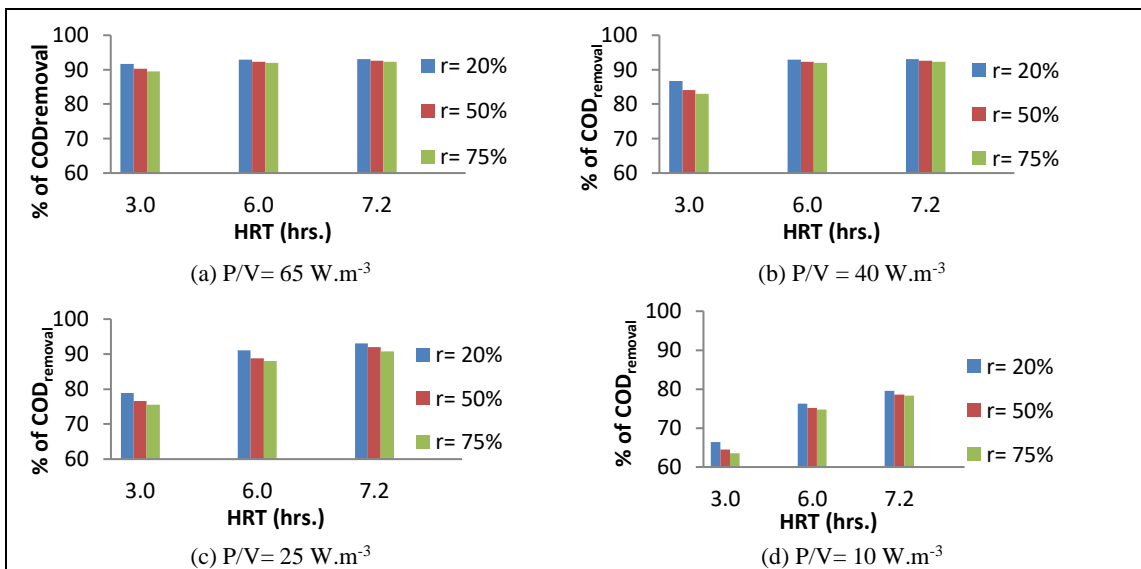 % of CODremoval
100
90
80
70
60
3.0 6.0 7.2
HRT (hrs.)
r= 20%
r= 50%
r= 75%
(a) P/V= 65 W.m-3
% of CODremoval
100
90
80
70
60
3.0 6.0 7.2
HRT (hrs.)
r= 20%
r= 50%
r= 75%
(b) P/V = 40 W.m-3
% of CODremoval
100
90
80
70
60
3.0 6.0 7.2
HRT (hrs.)
r= 20%
r= 50%
r= 75%
(c) P/V= 25 W.m-3
% of CODremoval
100
90
80
70
60
3.0 6.0 7.2
HRT (hrs.)
r= 20%
r= 50%
r= 75%
(d) P/V= 10 W.m-3